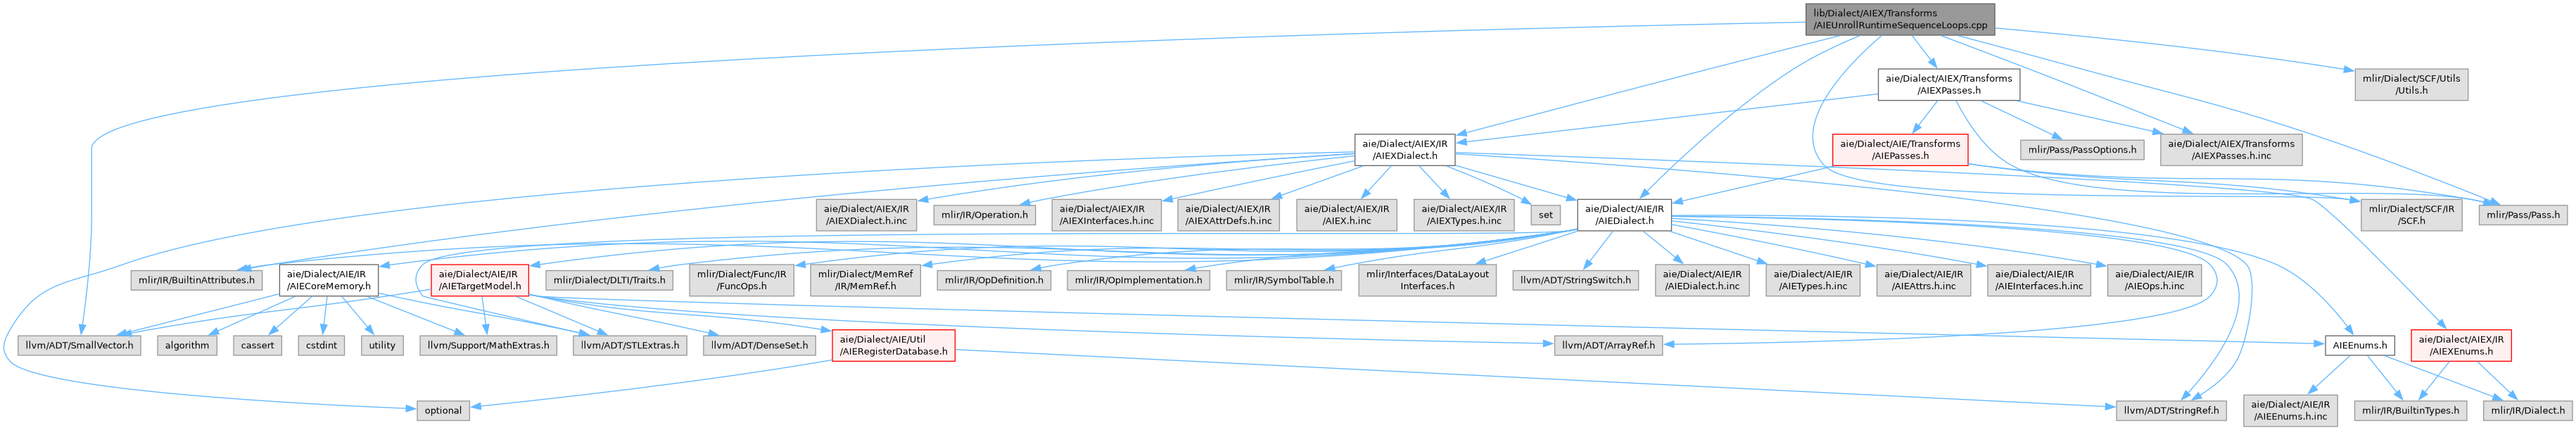 lib/Dialect/AIEX/Transforms
/AIEUnrollRuntimeSequenceLoops.cpp
mlir/Dialect/SCF/Utils
/Utils.h
aie/Dialect/AIEX/Transforms
/AIEXPasses.h
aie/Dialect/AIEX/IR
/AIEXDialect.h
aie/Dialect/AIE/Transforms
/AIEPasses.h
mlir/Pass/PassOptions.h
aie/Dialect/AIEX/Transforms
/AIEXPasses.h.inc
aie/Dialect/AIEX/IR
/AIEXDialect.h.inc
mlir/IR/Operation.h
aie/Dialect/AIEX/IR
/AIEXInterfaces.h.inc
aie/Dialect/AIEX/IR
/AIEXAttrDefs.h.inc
aie/Dialect/AIEX/IR
/AIEX.h.inc
aie/Dialect/AIEX/IR
/AIEXTypes.h.inc
set
aie/Dialect/AIE/IR
/AIEDialect.h
mlir/Dialect/SCF/IR
/SCF.h
mlir/Pass/Pass.h
mlir/IR/BuiltinAttributes.h
aie/Dialect/AIE/IR
/AIECoreMemory.h
aie/Dialect/AIE/IR
/AIETargetModel.h
mlir/Dialect/DLTI/Traits.h
mlir/Dialect/Func/IR
/FuncOps.h
mlir/Dialect/MemRef
/IR/MemRef.h
mlir/IR/OpDefinition.h
mlir/IR/OpImplementation.h
mlir/IR/SymbolTable.h
mlir/Interfaces/DataLayout
Interfaces.h
llvm/ADT/StringSwitch.h
aie/Dialect/AIE/IR
/AIEDialect.h.inc
aie/Dialect/AIE/IR
/AIETypes.h.inc
aie/Dialect/AIE/IR
/AIEAttrs.h.inc
aie/Dialect/AIE/IR
/AIEInterfaces.h.inc
aie/Dialect/AIE/IR
/AIEOps.h.inc
llvm/ADT/SmallVector.h
algorithm
cassert
cstdint
utility
llvm/Support/MathExtras.h
llvm/ADT/STLExtras.h
llvm/ADT/DenseSet.h
aie/Dialect/AIE/Util
/AIERegisterDatabase.h
llvm/ADT/ArrayRef.h
AIEEnums.h
aie/Dialect/AIEX/IR
/AIEXEnums.h
optional
llvm/ADT/StringRef.h
aie/Dialect/AIE/IR
/AIEEnums.h.inc
mlir/IR/BuiltinTypes.h
mlir/IR/Dialect.h